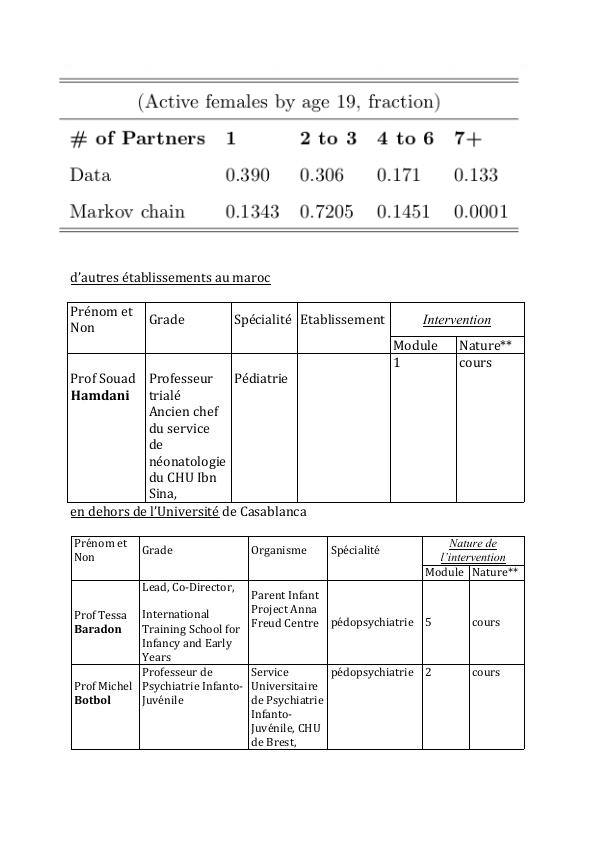 (Active females by age 19, fraction)
# of Partners 1 2 to 3 4 to 6 7+
Data 0.390 0.306 0.171 0.133
Markov chain 0.1343 0.7205 0.1451 0.0001
d’autres établissements au maroc
Prénom et
Non
Grade
Spécialité
Etablissement
Intervention
Module
Nature**
Prof Souad
Hamdani
Professeur
trialé
Ancien chef
du service
de
néonatologie
du CHU Ibn
Sina,
Pédiatrie
1
cours
en dehors de l’Université de Casablanca
Prénom et
Non
Grade
Organisme
Spécialité
Nature de
l’intervention
Module
Nature**
Prof Tessa
Baradon
Lead, Co-Director,
International
Training School for
Infancy and Early
Years
Parent Infant
Project Anna
Freud Centre
pédopsychiatrie
5
cours
Prof Michel
Botbol
Professeur de
Psychiatrie Infanto-
Juvénile
Service
Universitaire
de Psychiatrie
Infanto-
Juvénile, CHU
de Brest,
pédopsychiatrie
2
cours